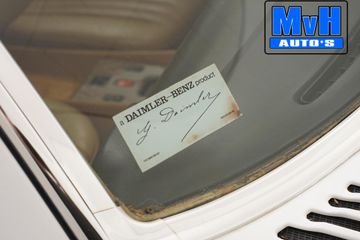 MvH
AUTO'S
a DAIMLER-BENZ product
G. Daimler